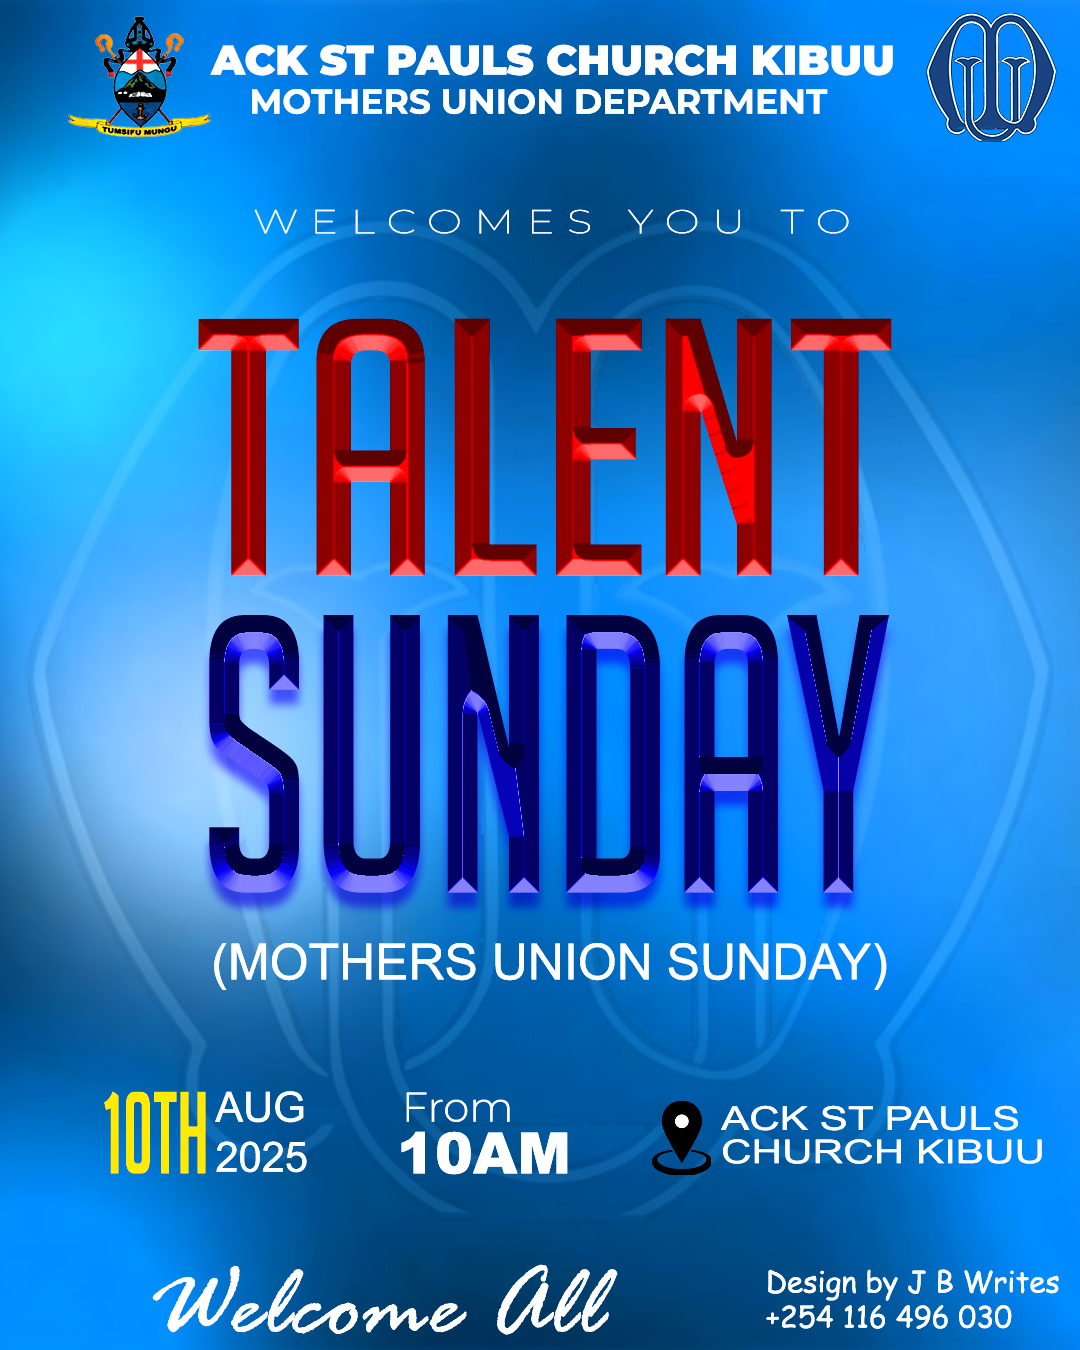 ACK ST PAULS CHURCH KIBUU
MOTHERS UNION DEPARTMENT
TUMSIFU MUNGU
MU
WELCOMES YOU TO
TALENT
SUNDAY
(MOTHERS UNION SUNDAY)
10TH AUG
2025
From
10AM
ACK ST PAULS
CHURCH KIBUU
Welcome All
Design by J B Writes
+254 116 496 030